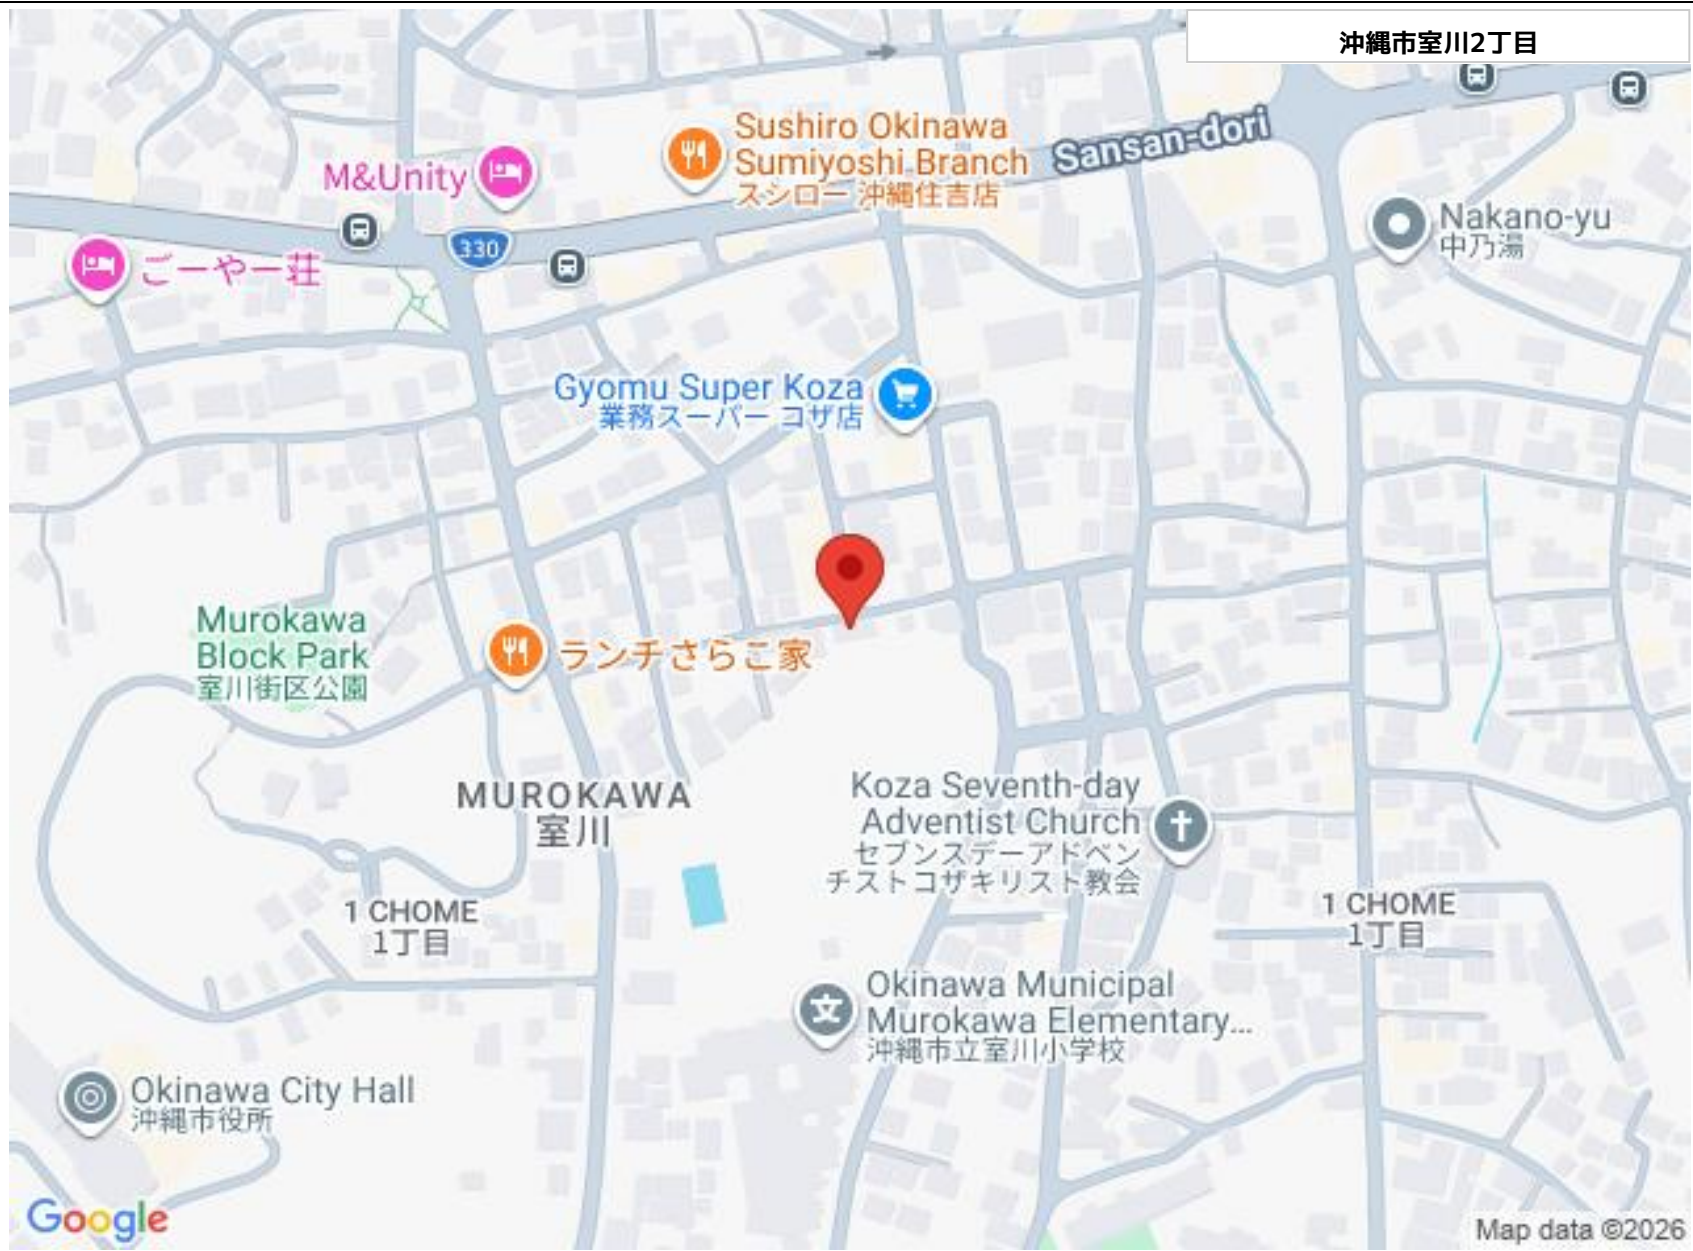 沖縄市室川2丁目
Sushiro Okinawa
Sumiyoshi Branch
スシロー 沖縄住吉店
Sansan-dori
M&Unity
330
ごーやー荘
Nakano-yu
中乃湯
Gyomu Super Koza
業務スーパー コザ店
Murokawa
Block Park
室川街区公園
ランチさらこ家
MUROKAWA
室川
Koza Seventh-day
Adventist Church
セブンスデーアドベン
チストコザキリスト教会
1 CHOME
1丁目
1 CHOME
1丁目
文
Okinawa Municipal
Murokawa Elementary...
沖縄市立室川小学校
Okinawa City Hall
沖縄市役所
Google
Map data ©2026